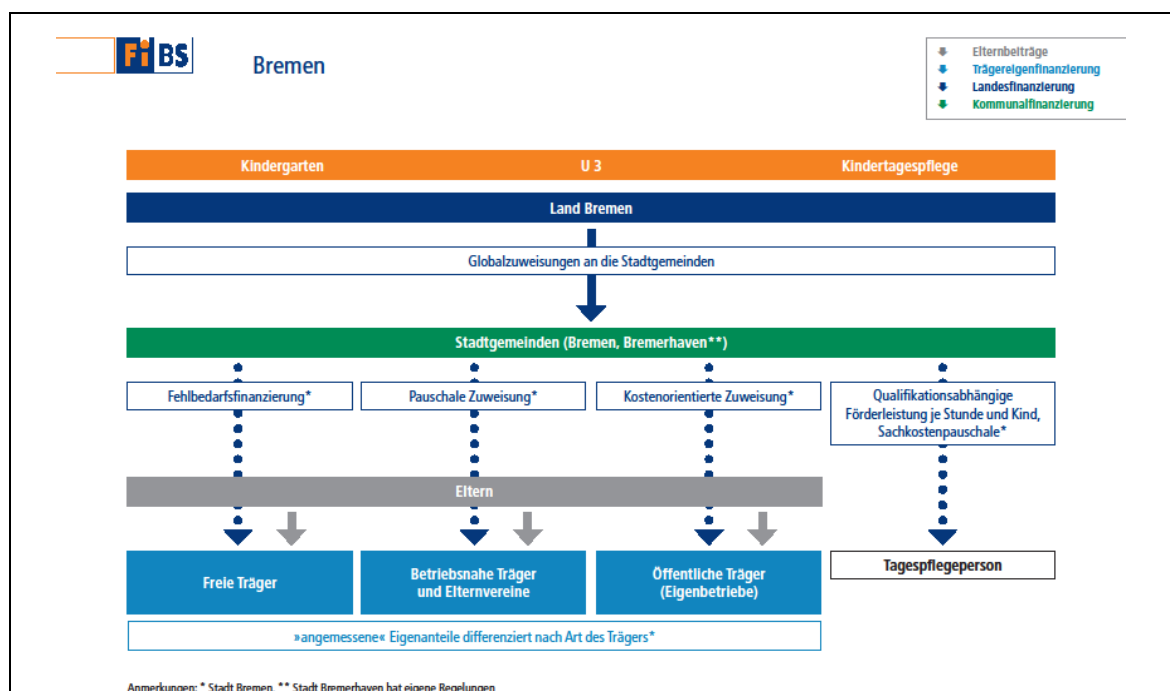 FiBS
Bremen
Elternbeiträge
Trägereigenfinanzierung
Landesfinanzierung
Kommunalfinanzierung
Kindergarten
U 3
Kindertagespflege
Land Bremen
Globalzuweisungen an die Stadtgemeinden
Stadtgemeinden (Bremen, Bremerhaven**)
Fehlbedarfsfinanzierung*
Pauschale Zuweisung*
Kostenorientierte Zuweisung*
Qualifikationsabhängige
Förderleistung je Stunde und Kind,
Sachkostenpauschale*
Eltern
Freie Träger
Betriebsnahe Träger
und Elternvereine
Öffentliche Träger
(Eigenbetriebe)
Tagespflegeperson
»angemessene« Eigenanteile differenziert nach Art des Trägers*
Anmerkungen: * Stadt Bremen, ** Stadt Bremerhaven hat eigene Regelungen